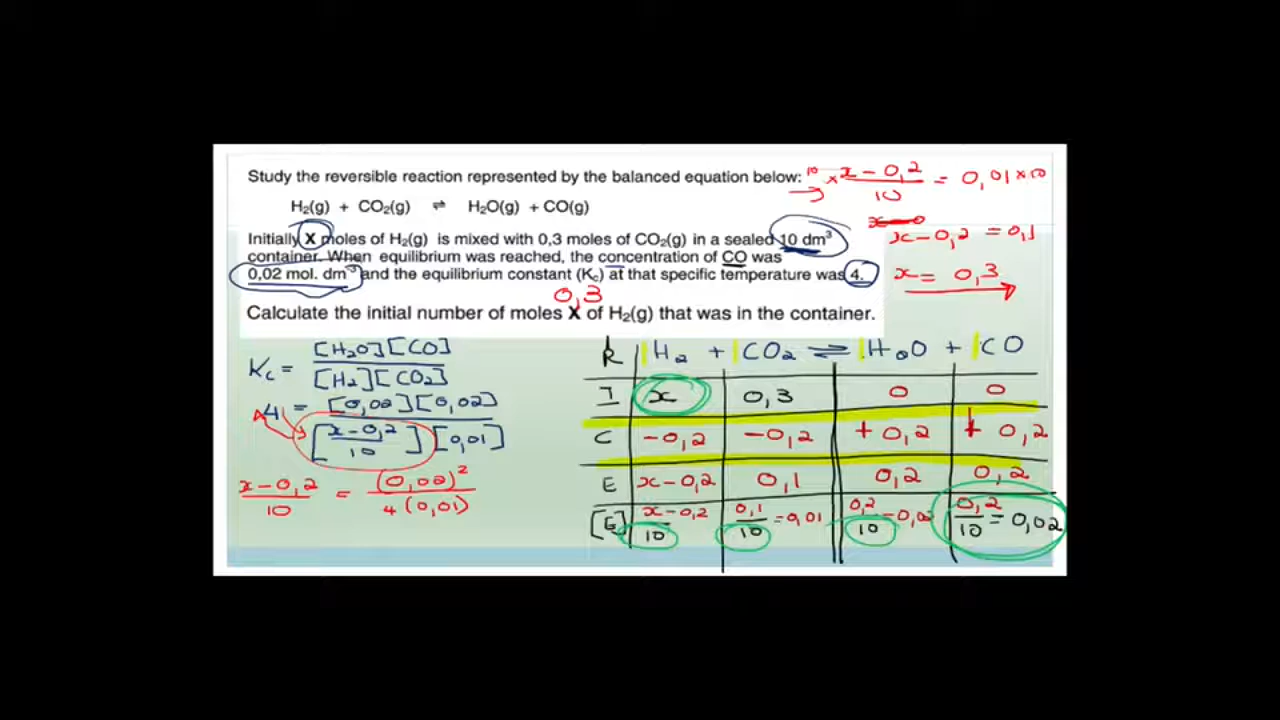 Study the reversible reaction represented by the balanced equation below:
H₂(g) + CO₂(g) ⇌ H₂O(g) + CO(g)
Initially X moles of H₂(g) is mixed with 0,3 moles of CO₂(g) in a sealed 10 dm³
container. When equilibrium was reached, the concentration of CO was
0,02 mol. dm⁻³ and the equilibrium constant (Kc) at that specific temperature was 4.
0,3
Calculate the initial number of moles X of H₂(g) that was in the container.
10 × x-0,2/10 = 0,01 × 10
x-0,2 = 0,1
x = 0,3
Kc = [H₂O][CO] / [H₂][CO₂]
4 = [0,02][0,02] / [x-0,2/10][0,01]
x-0,2/10 = (0,02)² / 4(0,01)
R H₂ + CO₂ ⇌ H₂O + CO
I x 0,3 0 0
C -0,2 -0,2 +0,2 + 0,2
E x-0,2 0,1 0,2 0,2
[E] x-0,2/10 0,1/10 = 0,01 0,2/10 = 0,02 0,2/10 = 0,02